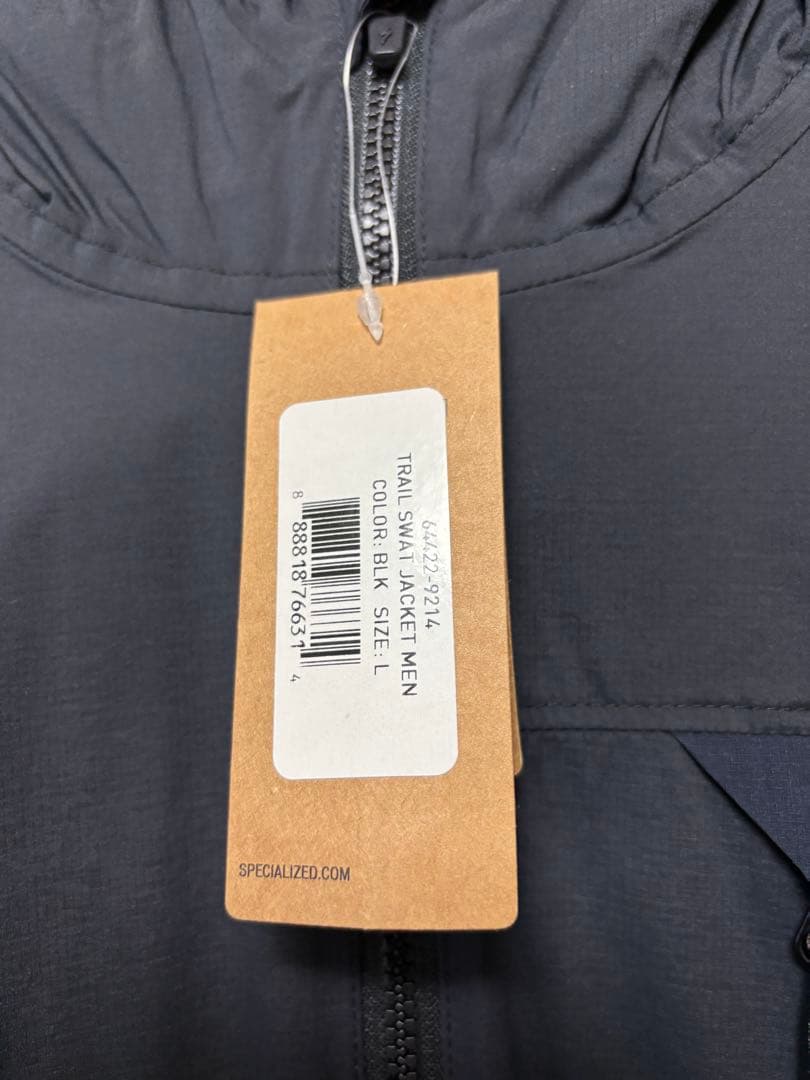 64422-9214
TRAIL SWAT JACKET MEN
COLOR: BLK SIZE: L
8 88818 76631 4
SPECIALIZED.COM